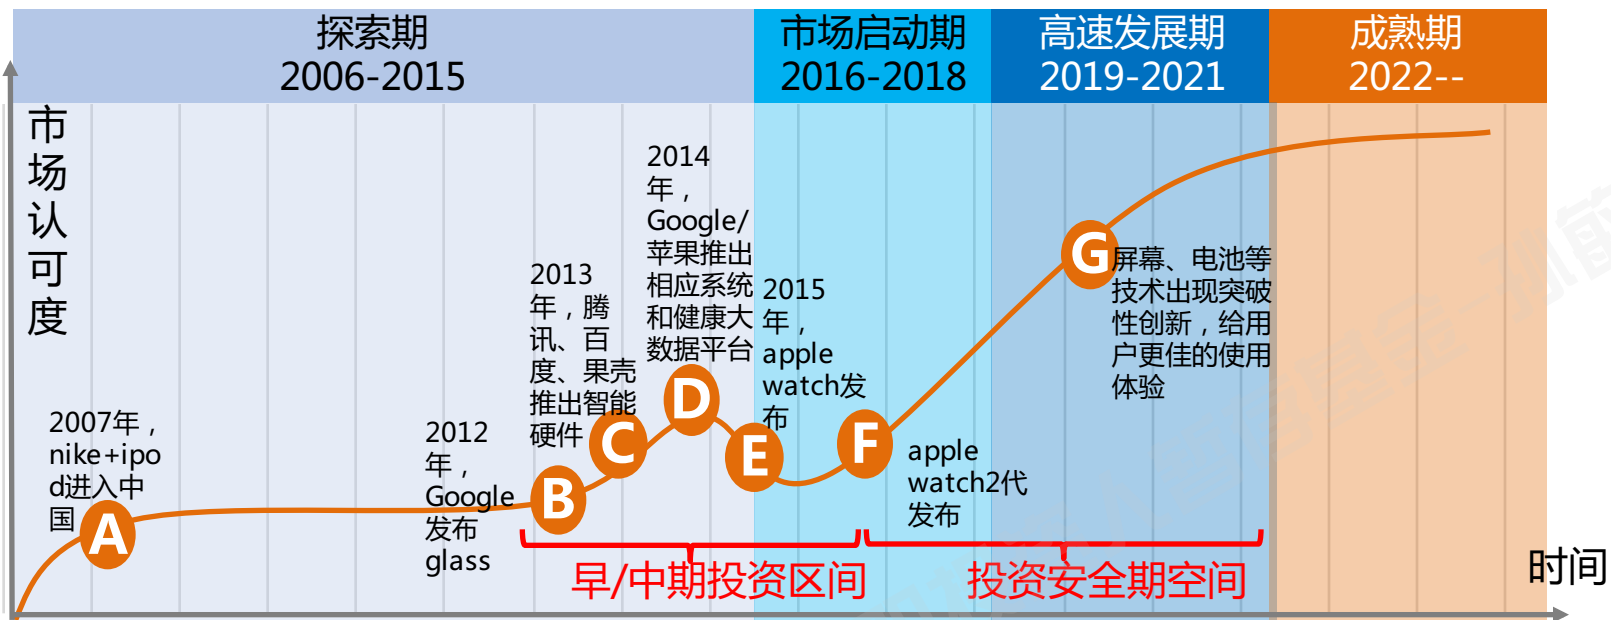 探索期
2006-2015
市场启动期
2016-2018
高速发展期
2019-2021
成熟期
2022--
市
场
认
可
度
2007年，
nike+ipo
d进入中
国
A
2012
年，
Google
发布
glass
B
2013
年，腾
讯、百
度、果壳
推出智能
硬件
C
2014
年，
Google/
苹果推出
相应系统
和健康大
数据平台
D
2015
年，
apple
watch发
布
E
F
apple
watch2代
发布
G
屏幕、电池等
技术出现突破
性创新，给用
户更佳的使用
体验
早/中期投资区间
投资安全期空间
时间